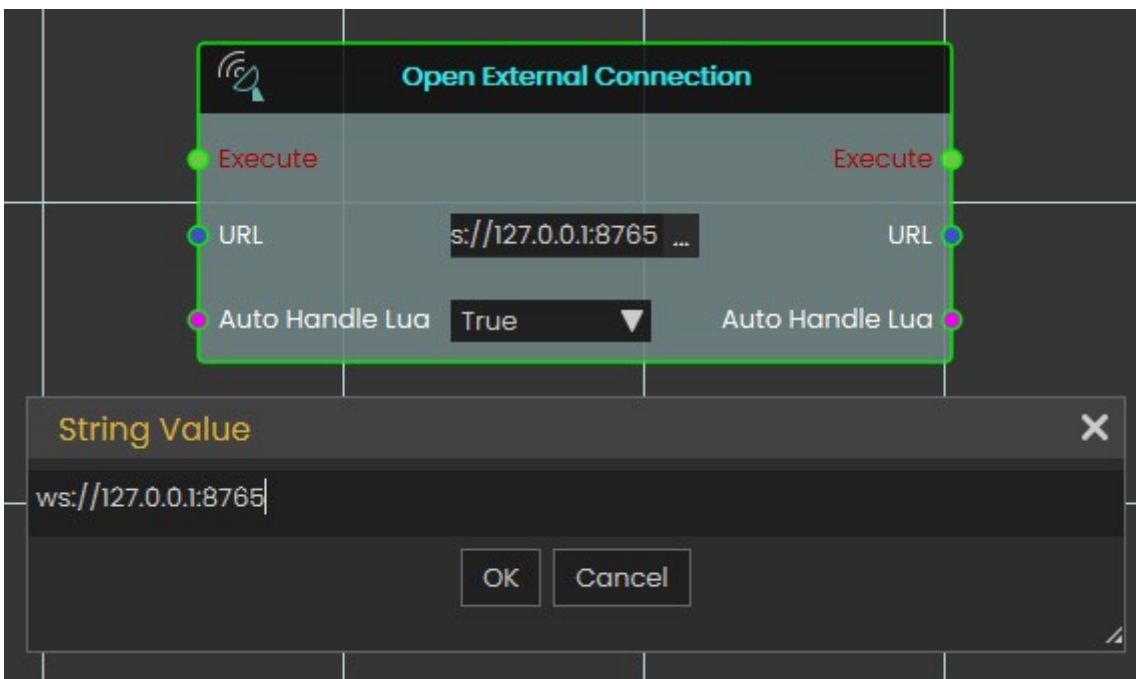 Open External Connection
Execute Execute
URL s://127.0.0.1:8765 ... URL
Auto Handle Lua True Auto Handle Lua
String Value
ws://127.0.0.1:8765
OK Cancel